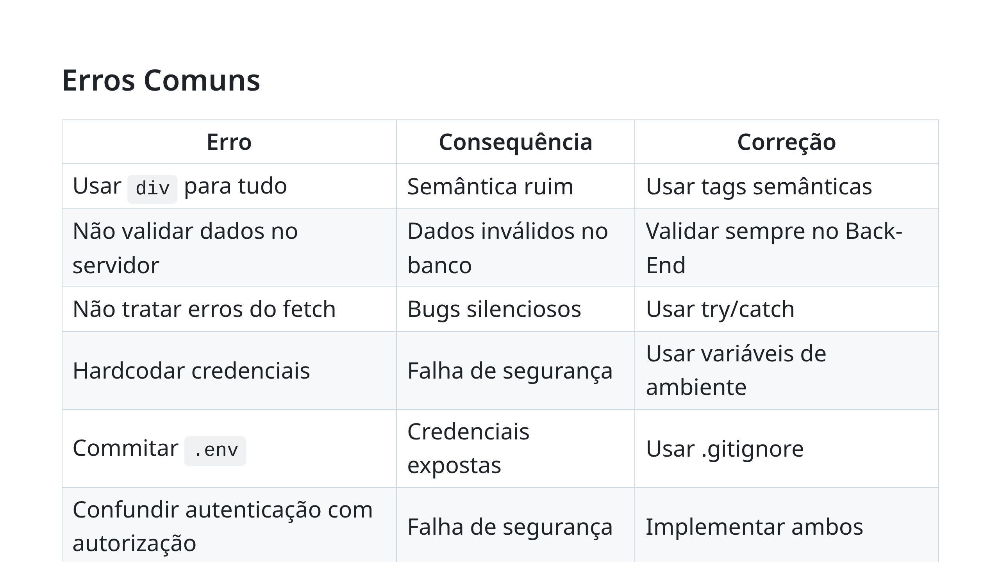 Erros Comuns
Erro Consequência Correção
Usar div para tudo Semântica ruim Usar tags semânticas
Não validar dados no Dados inválidos no Validar sempre no Back-
servidor banco End
Não tratar erros do fetch Bugs silenciosos Usar try/catch
Hardcodar credenciais Falha de segurança Usar variáveis de
ambiente
Commitar .env Credenciais Usar .gitignore
expostas
Confundir autenticação com Falha de segurança Implementar ambos
autorização